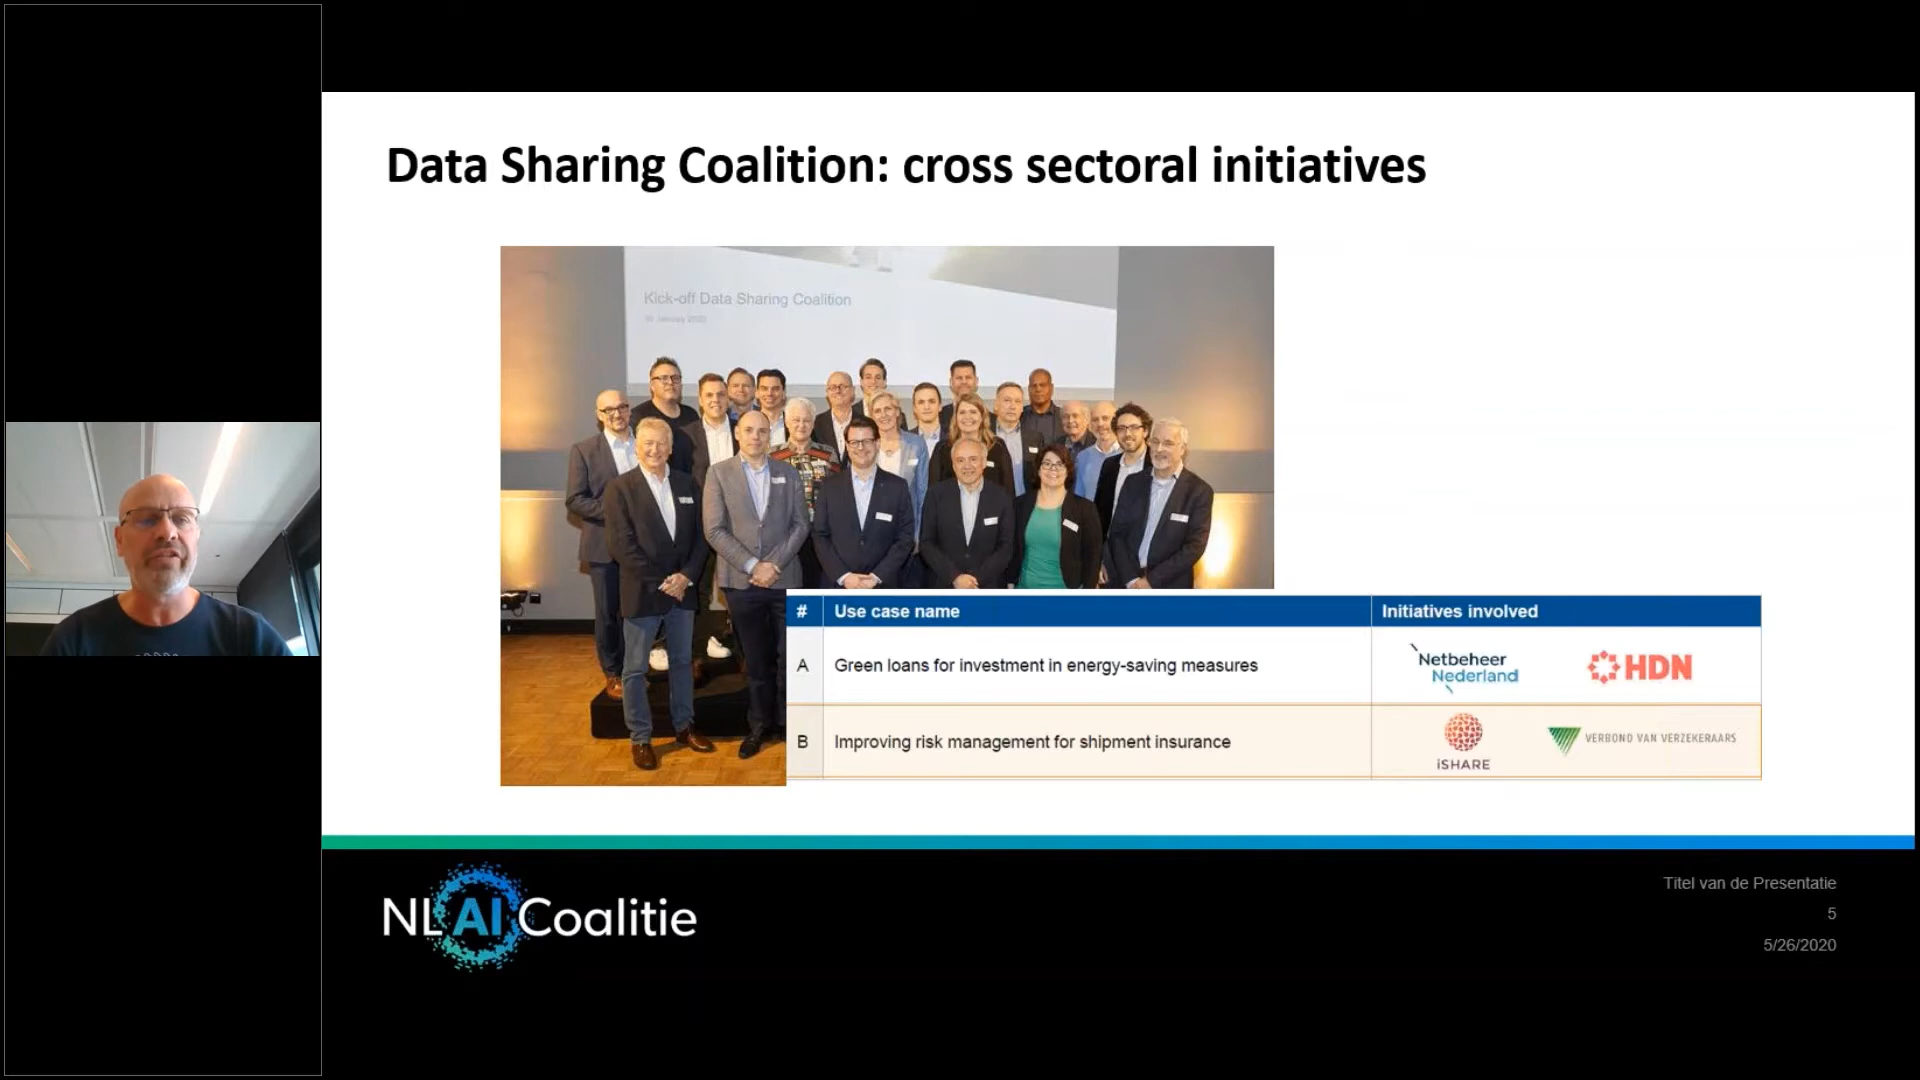 Data Sharing Coalition: cross sectoral initiatives
Kick-off Data Sharing Coalition
January 2020
# Use case name Initiatives involved
A Green loans for investment in energy-saving measures Netbeheer Nederland HDN
B Improving risk management for shipment insurance iSHARE VERBOND VAN VERZEKERAARS
NL AI Coalitie
Titel van de Presentatie
5
5/26/2020